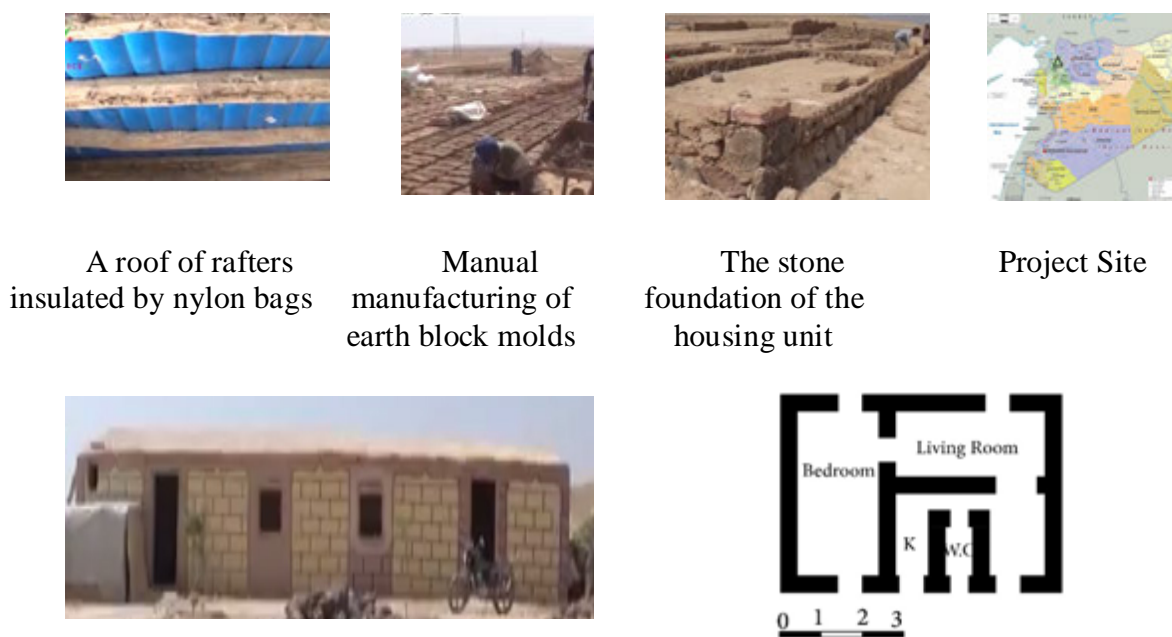 A roof of rafters
insulated by nylon bags
Manual
manufacturing of
earth block molds
The stone
foundation of the
housing unit
Project Site
Living Room
Bedroom
K
W.C
0 1 2 3